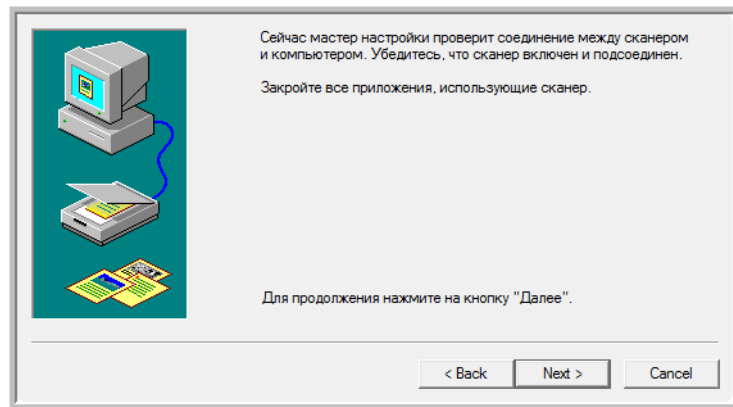 Сейчас мастер настройки проверит соединение между сканером
и компьютером. Убедитесь, что сканер включен и подсоединен.
Закройте все приложения, использующие сканер.
Для продолжения нажмите на кнопку "Далее".
< Back Next > Cancel